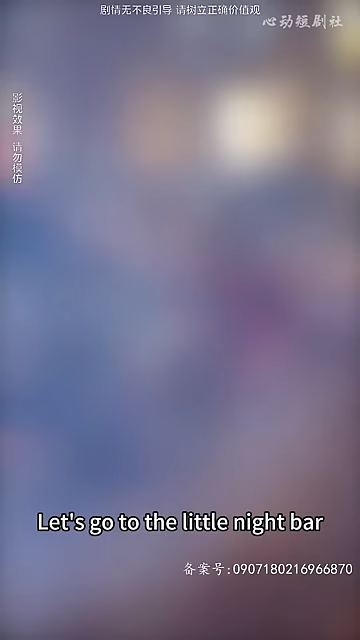 剧情无不良引导 请树立正确价值观
心动短剧社
影视效果 请勿模仿
Let's go to the little night bar
备案号:0907180216966870